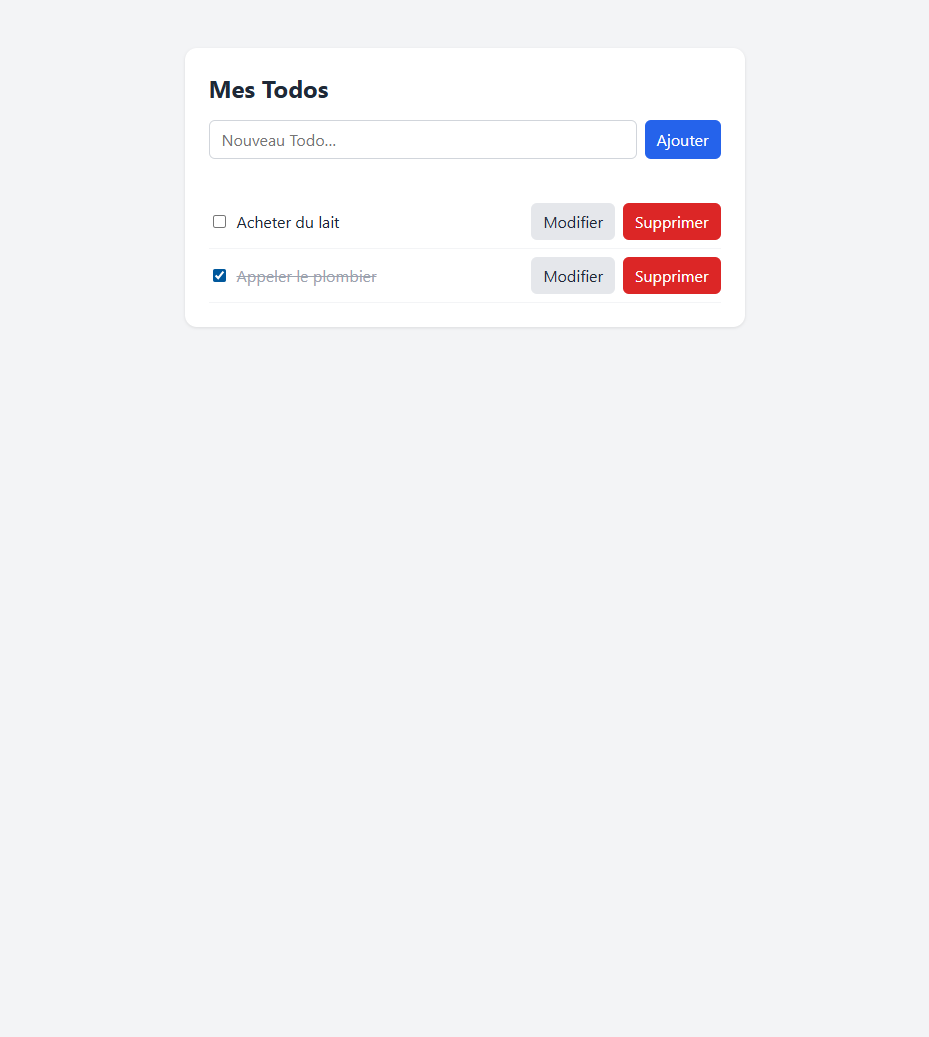 Mes Todos
Nouveau Todo...
Ajouter
Acheter du lait
Modifier
Supprimer
Appeler le plombier
Modifier
Supprimer